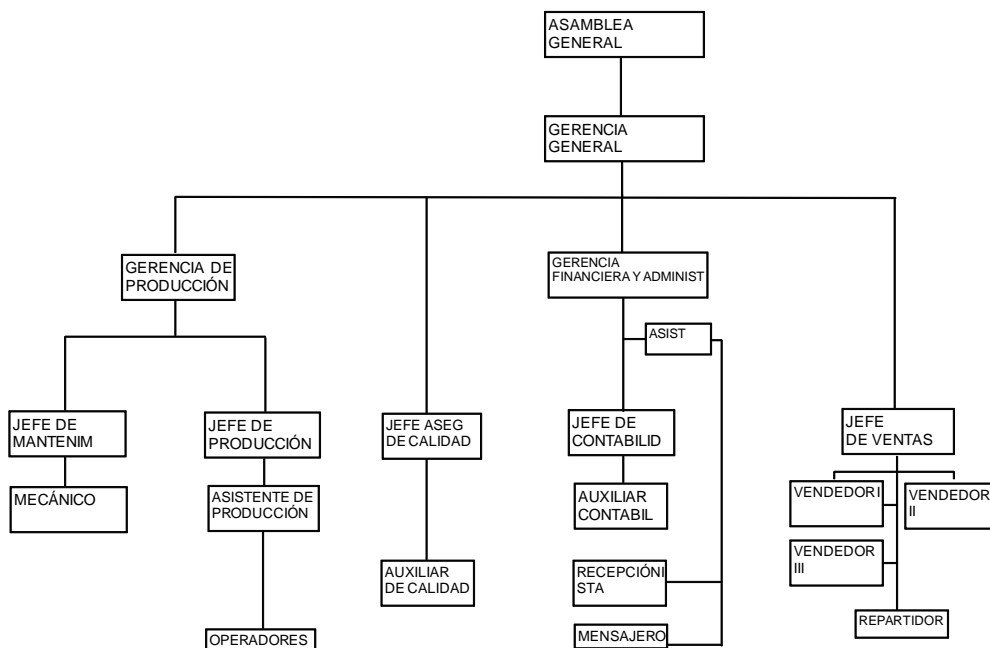 ASAMBLEA
GENERAL
GERENCIA
GENERAL
GERENCIA DE
PRODUCCIÓN
GERENCIA
FINANCIERA Y ADMINIST
ASIST
JEFE DE
MANTENIM
JEFE DE
PRODUCCIÓN
JEFE ASEG
DE CALIDAD
JEFE
DE CONTABILID
JEFE
DE VENTAS
MECÁNICO
ASISTENTE DE
PRODUCCIÓN
AUXILIAR
CONTABIL
VENDEDOR I
VENDEDOR
II
VENDEDOR
III
AUXILIAR
DE CALIDAD
RECEPCIÓNI
STA
REPARTIDOR
OPERADORES
MENSAJERO